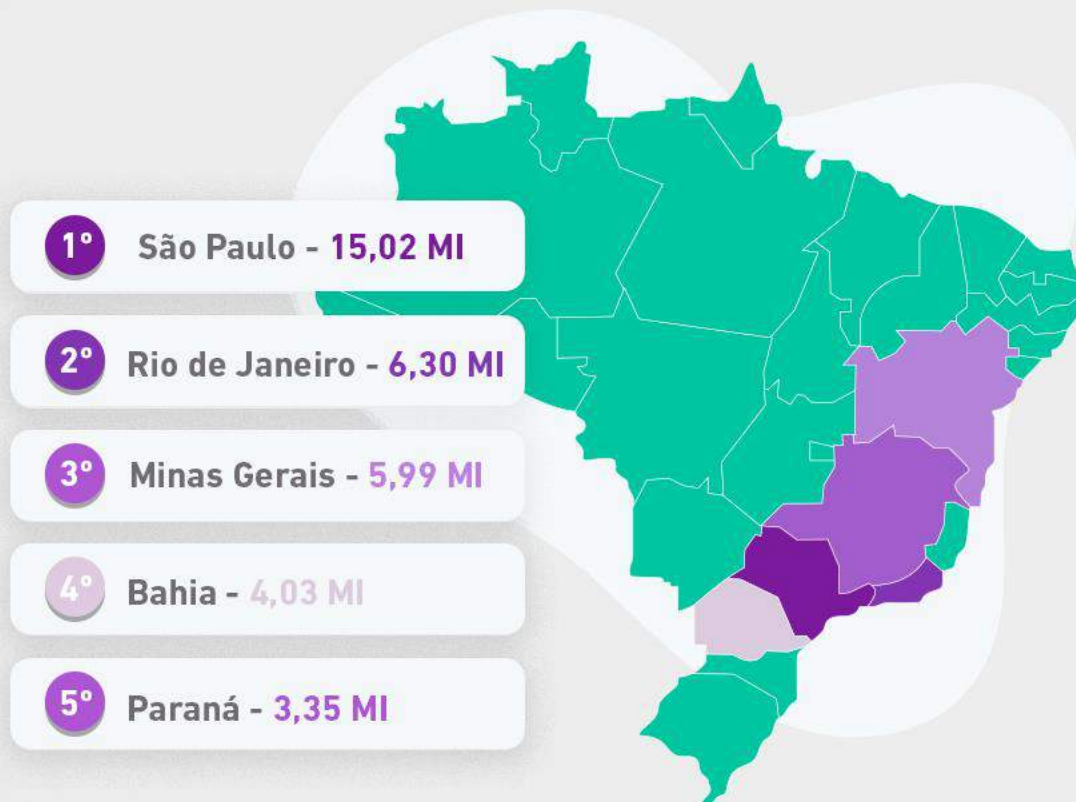 1º São Paulo - 15,02 MI
2º Rio de Janeiro - 6,30 MI
3º Minas Gerais - 5,99 MI
4º Bahia - 4,03 MI
5º Paraná - 3,35 MI